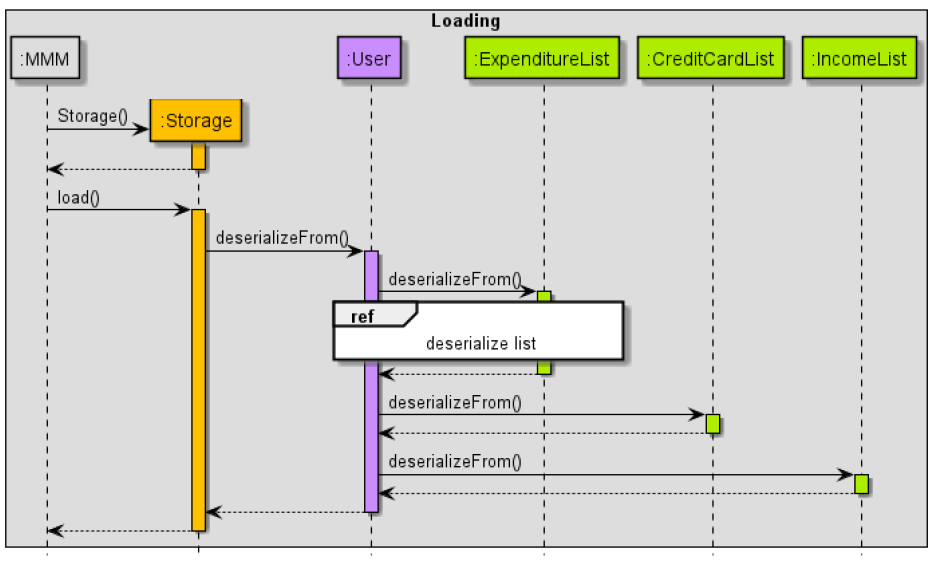 Loading
:MMM
:User
:ExpenditureList
:CreditCardList
:IncomeList
Storage()
:Storage
load()
deserializeFrom()
deserializeFrom()
ref
deserialize list
deserializeFrom()
deserializeFrom()